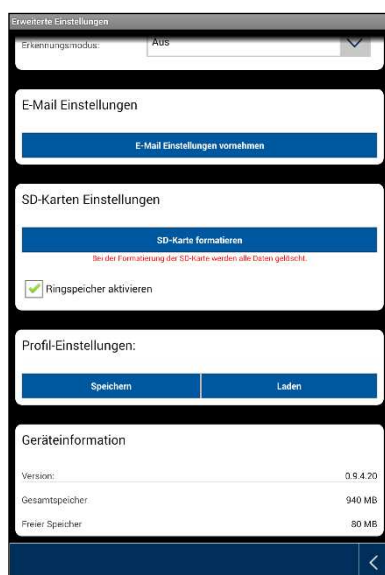 Erweiterte Einstellungen
Erkennungsmodus:
Aus
E-Mail Einstellungen
E-Mail Einstellungen vornehmen
SD-Karten Einstellungen
SD-Karte formatieren
Bei der Formatierung der SD-Karte werden alle Daten gelöscht.
Ringspeicher aktivieren
Profil-Einstellungen:
Speichern Laden
Geräteinformation
Version: 0.9.4.20
Gesamtspeicher 940 MB
Freier Speicher 80 MB